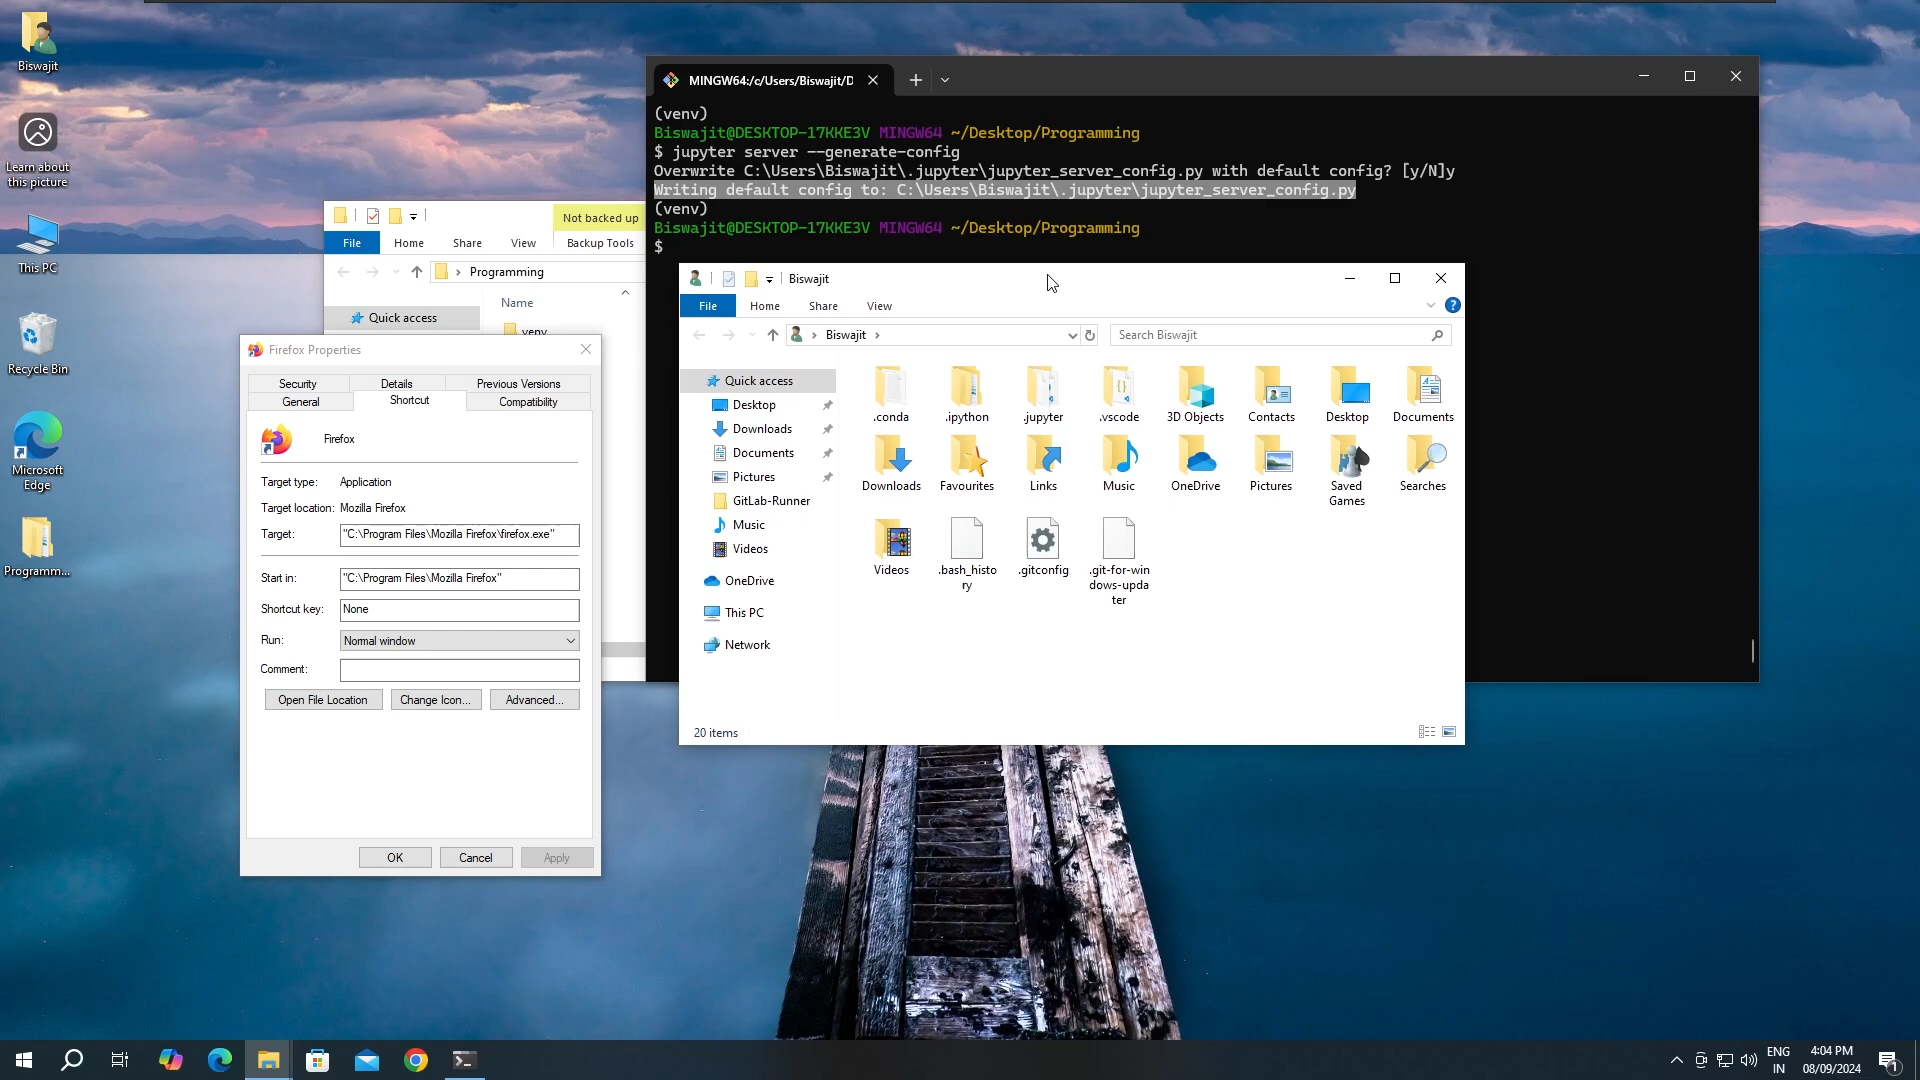 Biswajit
Learn about
this picture
This PC
Recycle Bin
Microsoft
Edge
Programm...
MINGW64:/c/Users/Biswajit/D
(venv)
Biswajit@DESKTOP-17KKE3V MINGW64 ~/Desktop/Programming
$ jupyter server --generate-config
Overwrite C:\Users\Biswajit\.jupyter\jupyter_server_config.py with default config? [y/N]y
Writing default config to: C:\Users\Biswajit\.jupyter\jupyter_server_config.py
(venv)
Biswajit@DESKTOP-17KKE3V MINGW64 ~/Desktop/Programming
$
Not backed up
File Home Share View Backup Tools
Programming
Quick access
Name
venv
Firefox Properties
Security Details Previous Versions
General Shortcut Compatibility
Firefox
Target type: Application
Target location: Mozilla Firefox
Target: "C:\Program Files\Mozilla Firefox\firefox.exe"
Start in: "C:\Program Files\Mozilla Firefox"
Shortcut key: None
Run: Normal window
Comment:
Open File Location Change Icon... Advanced...
OK Cancel Apply
Biswajit
File Home Share View
Biswajit
Search Biswajit
Quick access
Desktop
Downloads
Documents
Pictures
GitLab-Runner
Music
Videos
OneDrive
This PC
Network
.conda .ipython .jupyter .vscode 3D Objects Contacts Desktop Documents
Downloads Favourites Links Music OneDrive Pictures Saved Games Searches
Videos .bash_history .gitconfig .git-for-windows-updater
20 items
ENG
IN
4:04 PM
08/09/2024
1